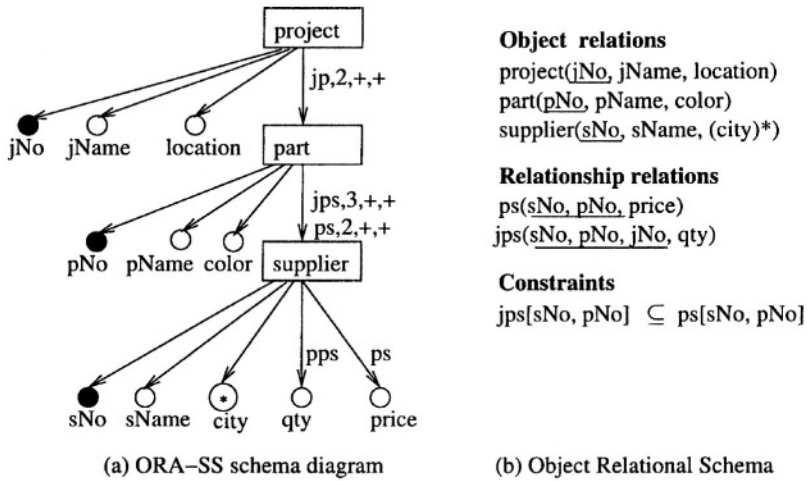 project
jp,2,+,+
jNo jName location
part
jps,3,+,+
ps,2,+,+
pNo pName color
supplier
pps ps
*
sNo sName city qty price
(a) ORA–SS schema diagram
Object relations
project(jNo, jName, location)
part(pNo, pName, color)
supplier(sNo, sName, (city)*)
Relationship relations
ps(sNo, pNo, price)
jps(sNo, pNo, jNo, qty)
Constraints
jps[sNo, pNo] ⊆ ps[sNo, pNo]
(b) Object Relational Schema